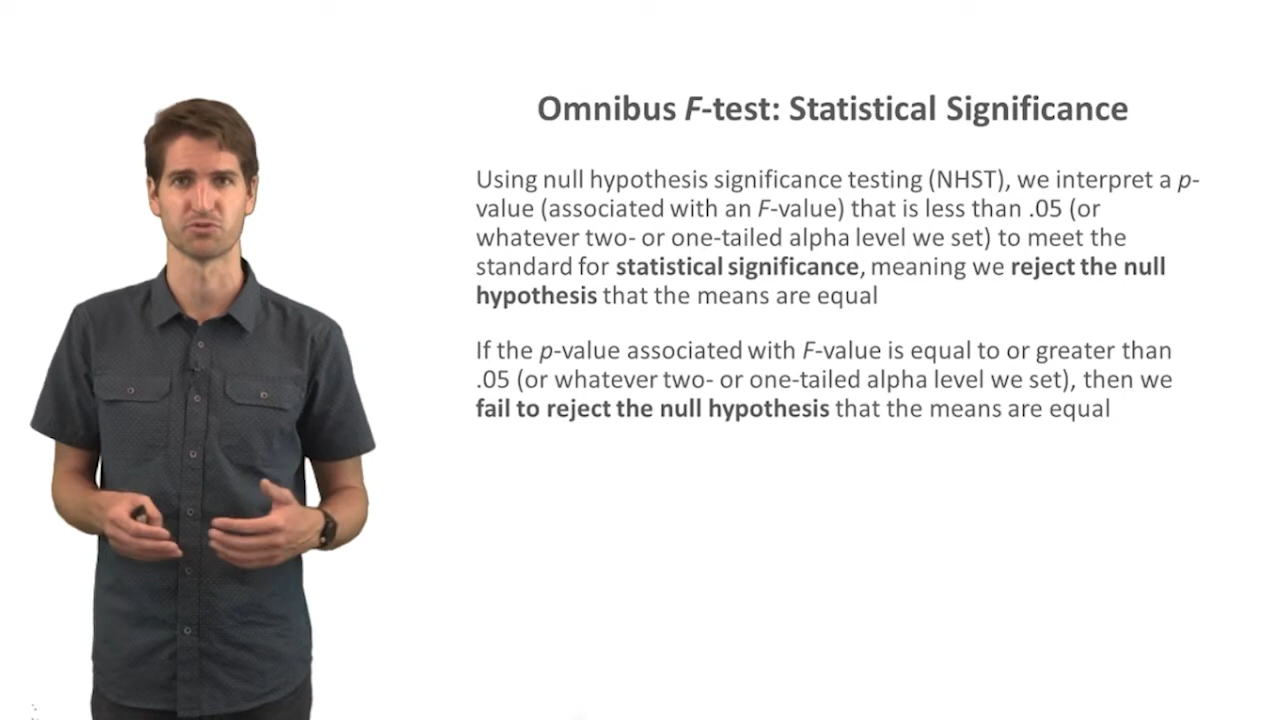 Omnibus F-test: Statistical Significance
Using null hypothesis significance testing (NHST), we interpret a p-
value (associated with an F-value) that is less than .05 (or
whatever two- or one-tailed alpha level we set) to meet the
standard for statistical significance, meaning we reject the null
hypothesis that the means are equal
If the p-value associated with F-value is equal to or greater than
.05 (or whatever two- or one-tailed alpha level we set), then we
fail to reject the null hypothesis that the means are equal